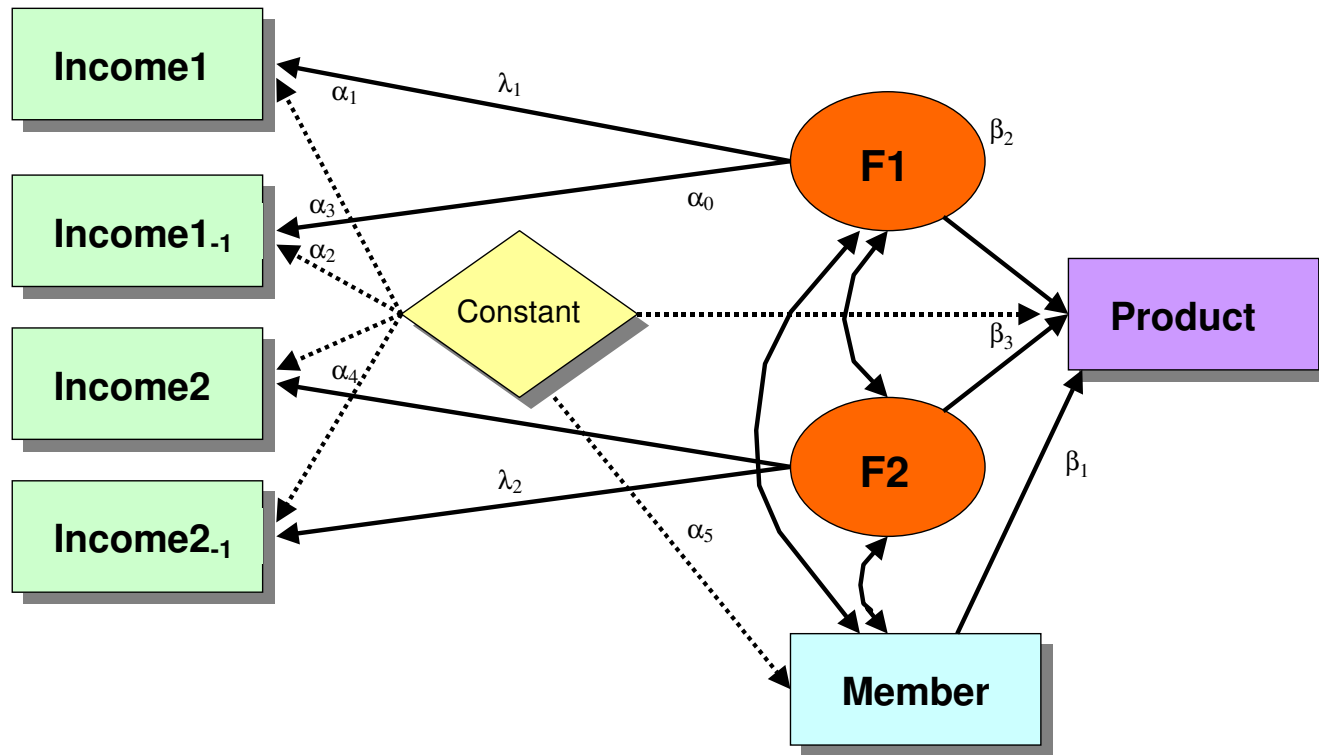 Income1
λ1
α1
β2
F1
Income1-1
α3
α0
α2
Constant
Product
β3
Income2
α4
F2
β1
λ2
Income2-1
α5
Member